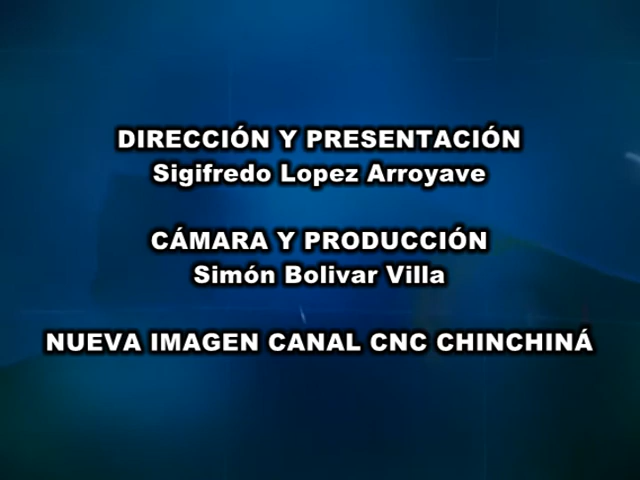 DIRECCIÓN Y PRESENTACIÓN
Sigifredo Lopez Arroyave
CÁMARA Y PRODUCCIÓN
Simón Bolivar Villa
NUEVA IMAGEN CANAL CNC CHINCHINÁ